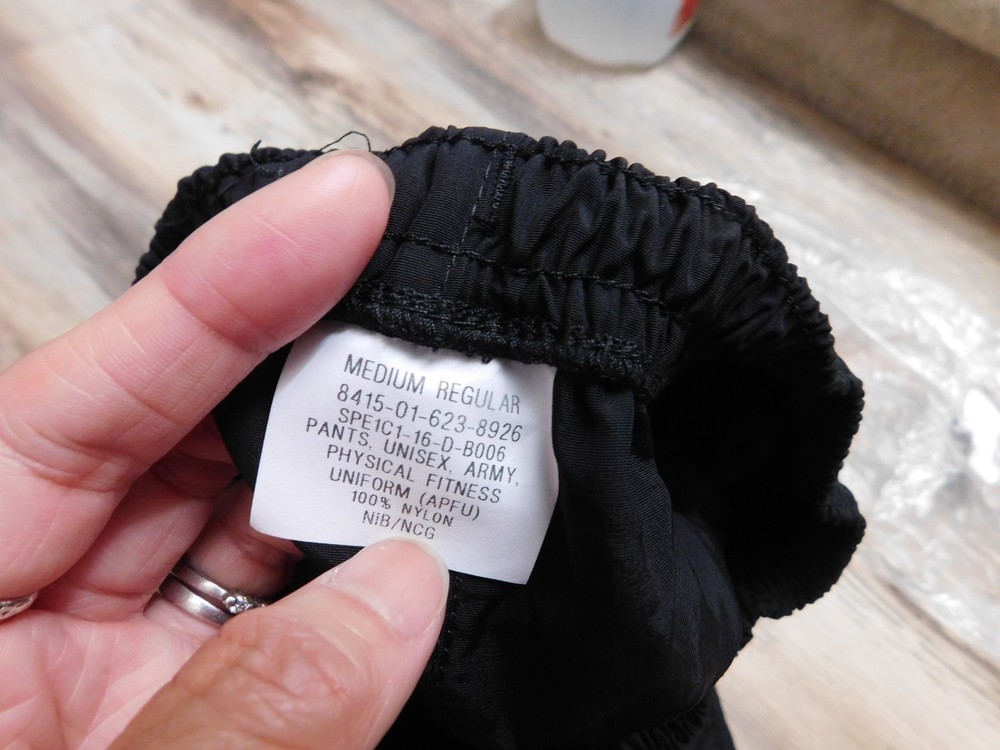 MEDIUM REGULAR
8415-01-623-8926
SPE1C1-16-D-B006
PANTS, UNISEX, ARMY,
PHYSICAL FITNESS
UNIFORM (APFU)
100% NYLON
NIB/NCG